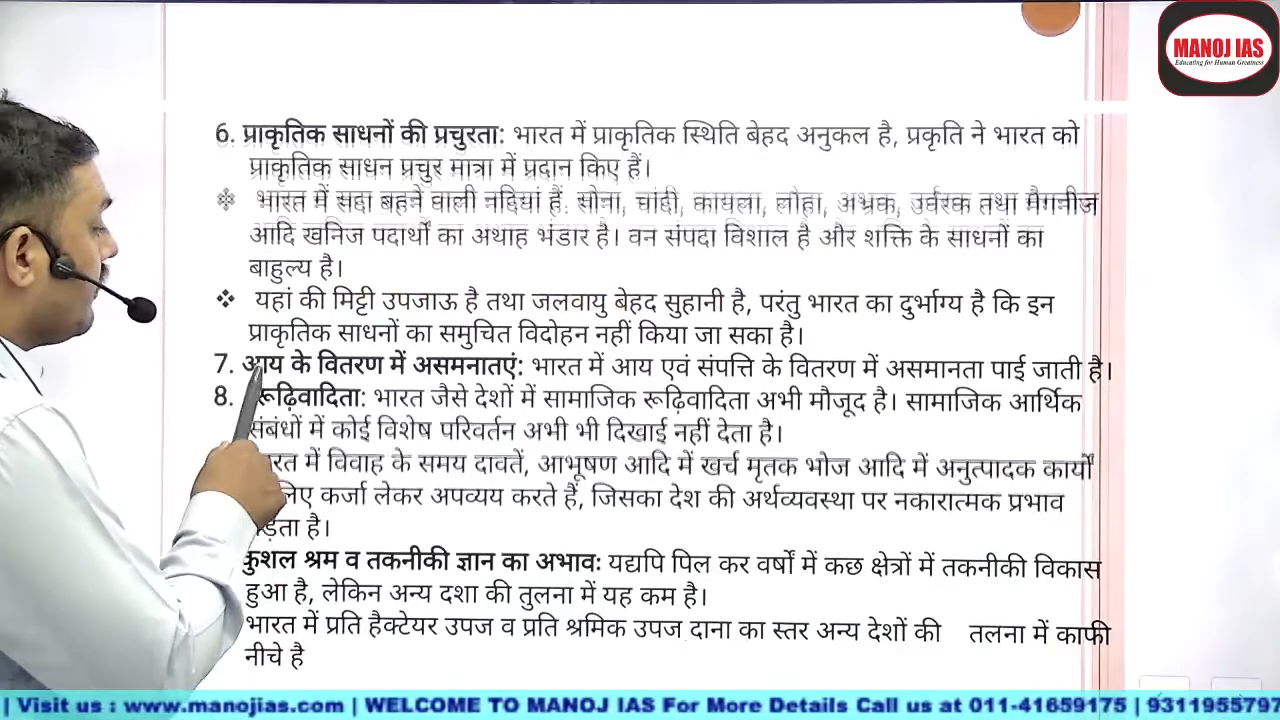 MANOJ IAS
Educating for Human Greatness
6. प्राकृतिक साधनों की प्रचुरता: भारत में प्राकृतिक स्थिति बेहद अनुकल है, प्रकृति ने भारत को
प्राकृतिक साधन प्रचुर मात्रा में प्रदान किए हैं।
❖ भारत में सदा बहने वाली नदियां हैं. सोना, चांदी, कायला, लोहा, अभ्रक, उर्वरक तथा मैगनीज
आदि खनिज पदार्थों का अथाह भंडार है। वन संपदा विशाल है और शक्ति के साधनों का
बाहुल्य है।
❖ यहां की मिट्टी उपजाऊ है तथा जलवायु बेहद सुहानी है, परंतु भारत का दुर्भाग्य है कि इन
प्राकृतिक साधनों का समुचित विदोहन नहीं किया जा सका है।
7. आय के वितरण में असमनाताएं: भारत में आय एवं संपत्ति के वितरण में असमानता पाई जाती है।
8. रूढ़िवादिता: भारत जैसे देशों में सामाजिक रूढ़िवादिता अभी मौजूद है। सामाजिक आर्थिक
संबंधों में कोई विशेष परिवर्तन अभी भी दिखाई नहीं देता है।
में विवाह के समय दावतें, आभूषण आदि में खर्च मृतक भोज आदि में अनुत्पादक कार्यों
कर्जा लेकर अपव्यय करते हैं, जिसका देश की अर्थव्यवस्था पर नकारात्मक प्रभाव
है।
कुशल श्रम व तकनीकी ज्ञान का अभावः यद्यपि पिल कर वर्षों में कछ क्षेत्रों में तकनीकी विकास
हुआ है, लेकिन अन्य दशा की तुलना में यह कम है।
भारत में प्रति हैक्टेयर उपज व प्रति श्रमिक उपज दाना का स्तर अन्य देशों की तलना में काफी
नीचे है
| Visit us : www.manojias.com | WELCOME TO MANOJ IAS For More Details Call us at 011-41659175 | 9311955797